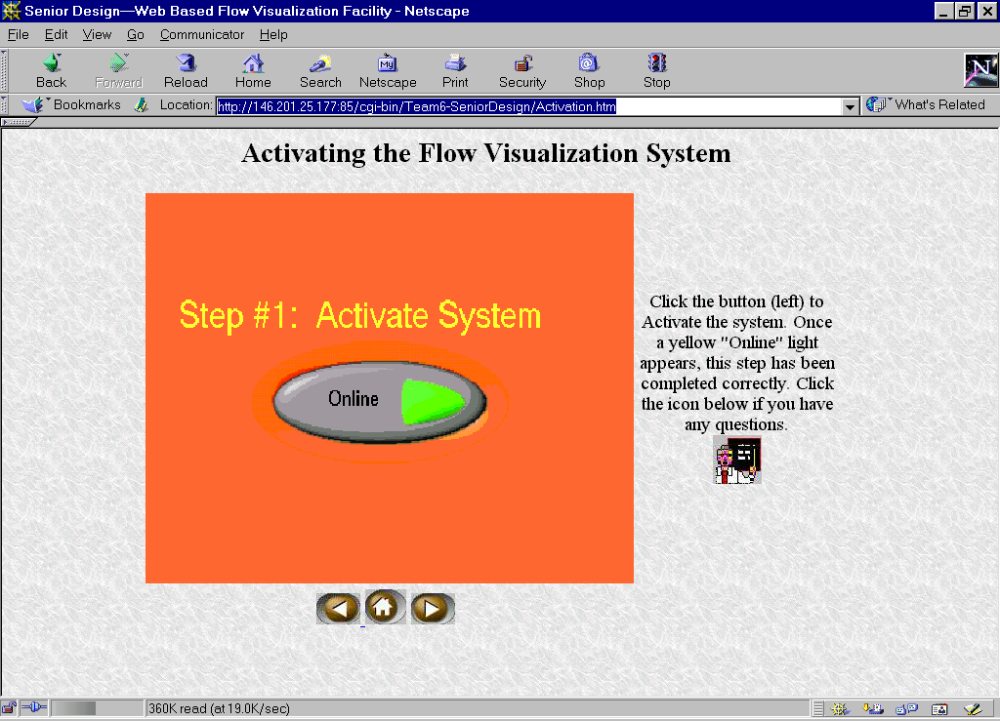 Senior Design—Web Based Flow Visualization Facility - Netscape
File Edit View Go Communicator Help
Back Forward Reload Home Search Netscape Print Security Shop Stop
My
N
Bookmarks Location: http://146.201.25.177:85/cgi-bin/Team6-SeniorDesign/Activation.htm What's Related
Activating the Flow Visualization System
Step #1: Activate System
Online
Click the button (left) to
Activate the system. Once
a yellow "Online" light
appears, this step has been
completed correctly. Click
the icon below if you have
any questions.
360K read (at 19.0K/sec)